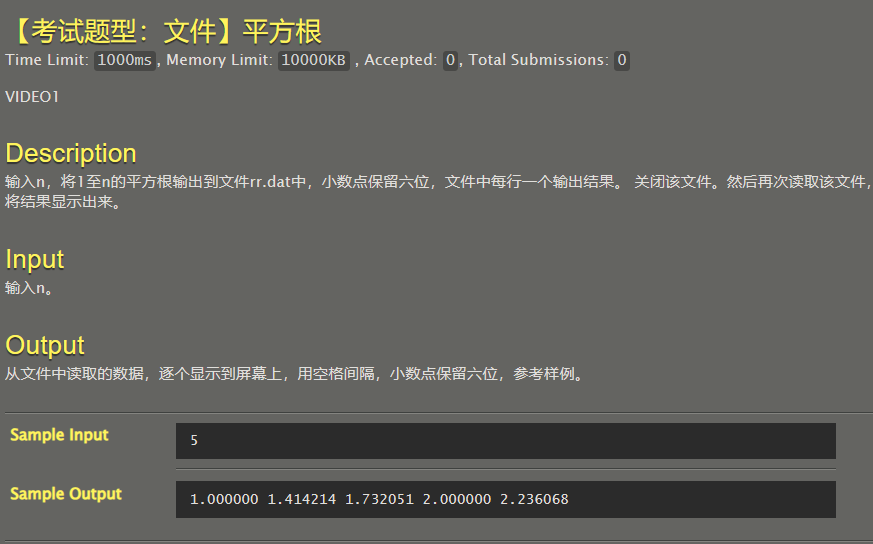 【考试题型：文件】平方根
Time Limit: 1000ms , Memory Limit: 10000KB , Accepted: 0, Total Submissions: 0
VIDEO1
Description
输入n，将1至n的平方根输出到文件rr.dat中，小数点保留六位，文件中每行一个输出结果。 关闭该文件。然后再次读取该文件，
将结果显示出来。
Input
输入n。
Output
从文件中读取的数据，逐个显示到屏幕上，用空格间隔，小数点保留六位，参考样例。
Sample Input
5
Sample Output
1.000000 1.414214 1.732051 2.000000 2.236068